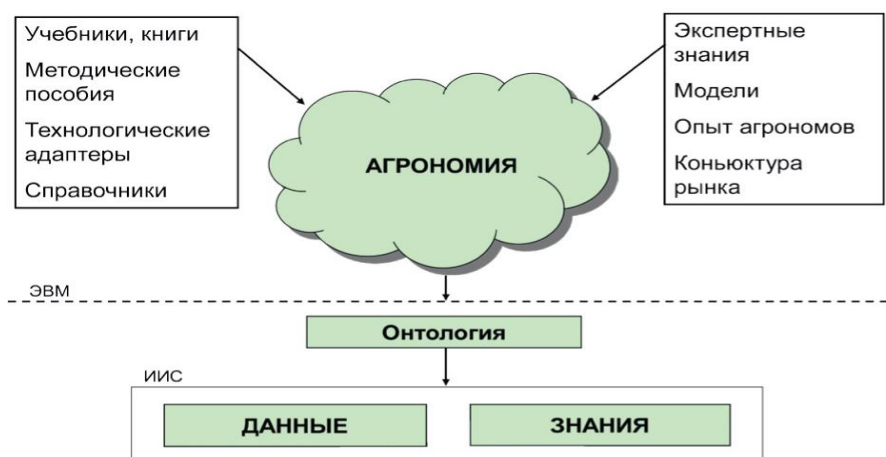 Учебники, книги
Методические
пособия
Технологические
адаптеры
Справочники
Экспертные
знания
Модели
Опыт агрономов
Коньюктура
рынка
АГРОНОМИЯ
ЭВМ
Онтология
ИИС
ДАННЫЕ
ЗНАНИЯ